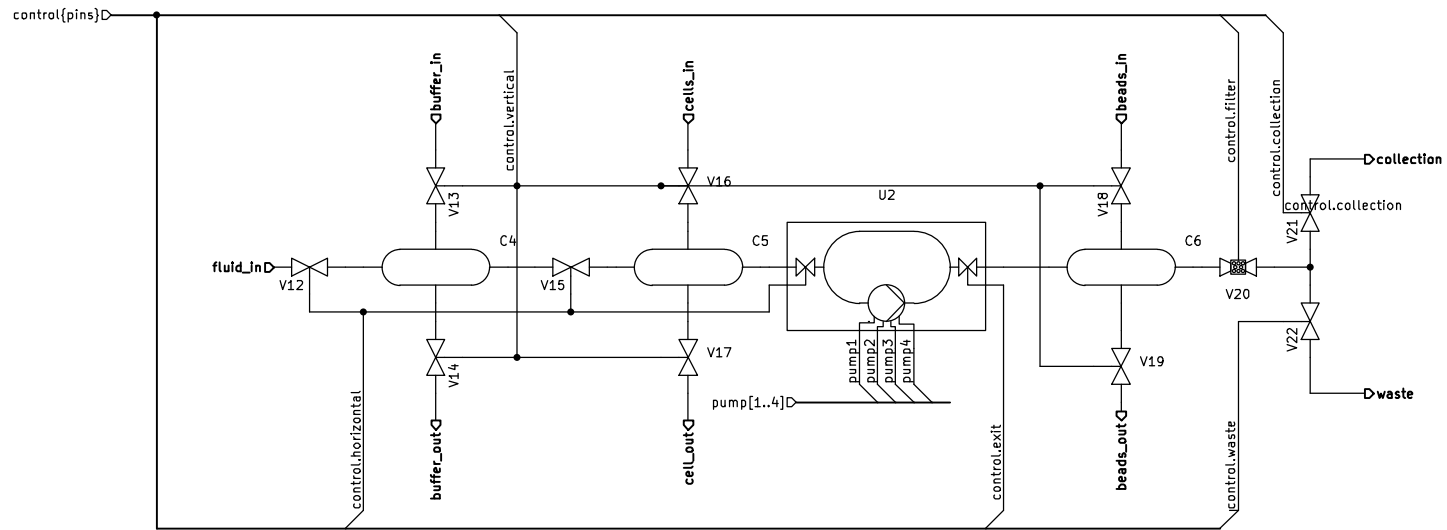 control{pins}
buffer_in
control.vertical
cells_in
beads_in
control.filter
control.collection
collection
V13
V16
U2
V18
control.collection
V21
C4
C5
C6
fluid_in
V12
V15
V20
V14
V17
pump1
pump2
pump3
pump4
V19
V22
pump[1..4]
waste
control.horizontal
buffer_out
cell_out
control.exit
beads_out
control.waste